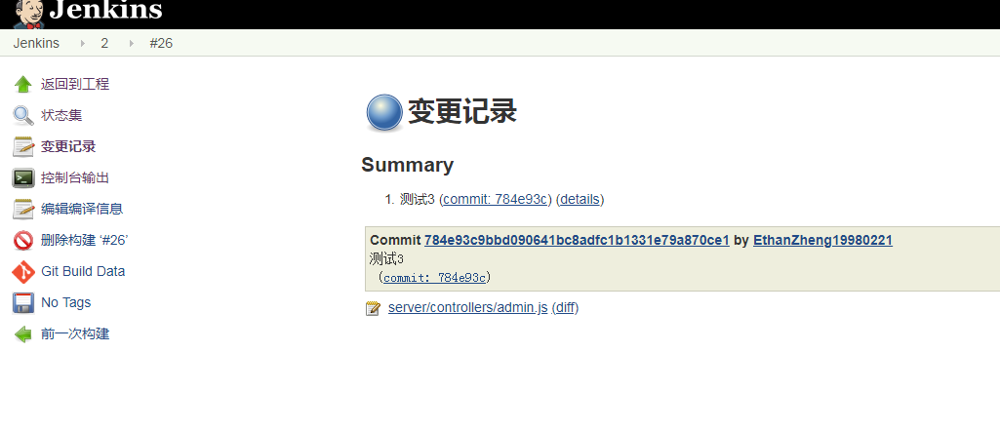 Jenkins
Jenkins 2 #26
返回到工程
状态集
变更记录
控制台输出
编辑编译信息
删除构建 ‘#26’
Git Build Data
No Tags
前一次构建
变更记录
Summary
1. 测试3 (commit: 784e93c) (details)
Commit 784e93c9bbd090641bc8adfc1b1331e79a870ce1 by EthanZheng19980221
测试3
(commit: 784e93c)
server/controllers/admin.js (diff)